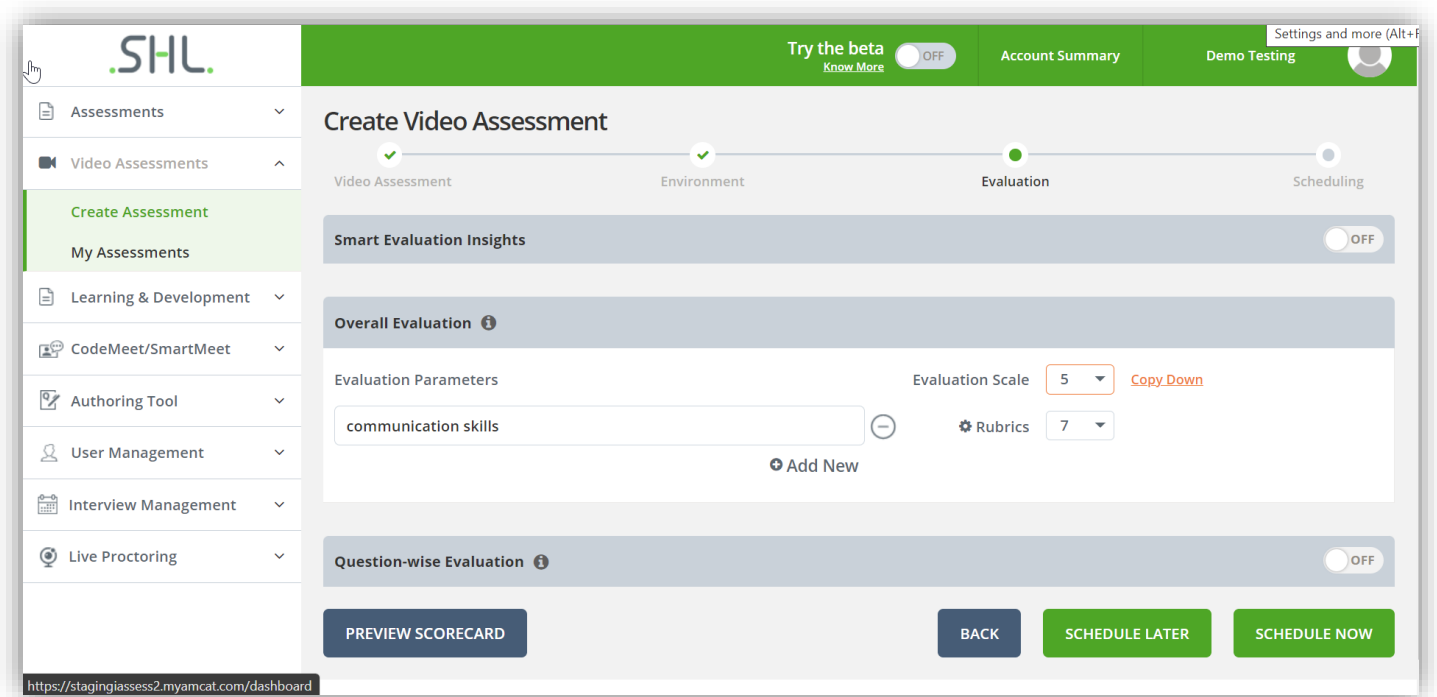 .SHL.
Try the beta
Know More
OFF
Account Summary
Demo Testing
Settings and more (Alt+F
Assessments
Video Assessments
Create Assessment
My Assessments
Learning & Development
CodeMeet/SmartMeet
Authoring Tool
User Management
Interview Management
Live Proctoring
Create Video Assessment
Video Assessment
Environment
Evaluation
Scheduling
Smart Evaluation Insights
OFF
Overall Evaluation
Evaluation Parameters
Evaluation Scale
5
Copy Down
communication skills
Rubrics
7
Add New
Question-wise Evaluation
OFF
PREVIEW SCORECARD
BACK
SCHEDULE LATER
SCHEDULE NOW
https://stagingiassess2.myamcat.com/dashboard